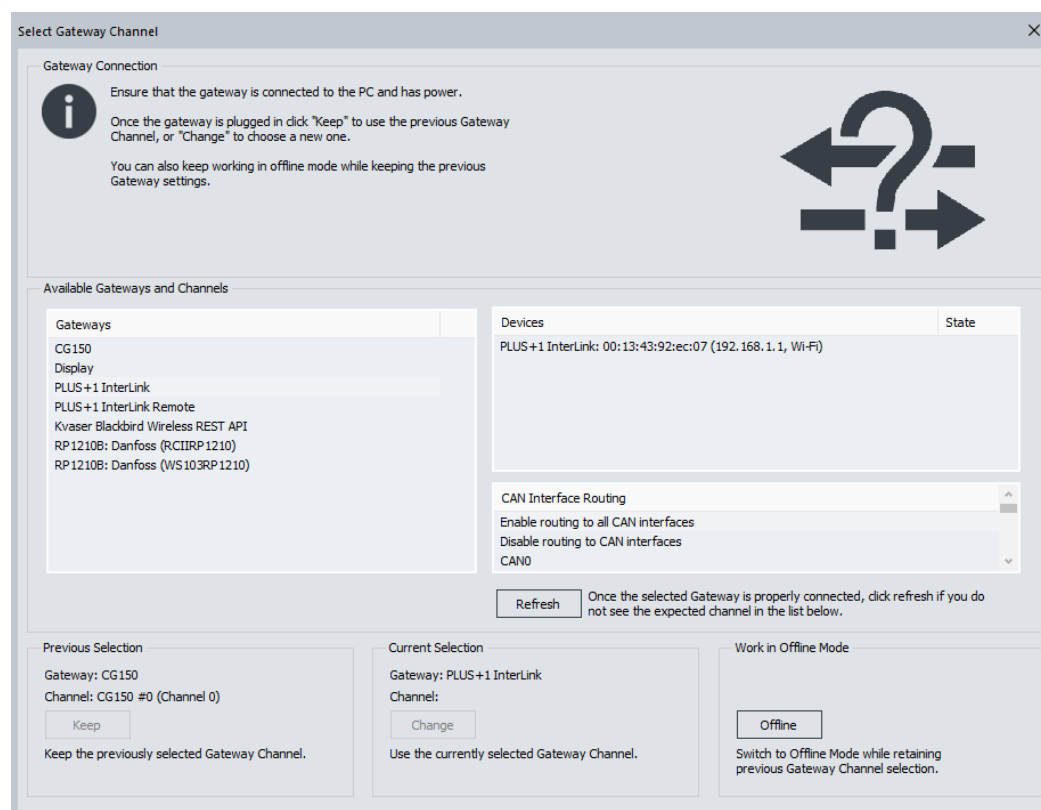 Select Gateway Channel
Gateway Connection
Ensure that the gateway is connected to the PC and has power.
Once the gateway is plugged in click "Keep" to use the previous Gateway
Channel, or "Change" to choose a new one.
You can also keep working in offline mode while keeping the previous
Gateway settings.
Available Gateways and Channels
Gateways
CG150
Display
PLUS+1 InterLink
PLUS+1 InterLink Remote
Kvaser Blackbird Wireless REST API
RP1210B: Danfoss (RCIIRP1210)
RP1210B: Danfoss (WS103RP1210)
Devices State
PLUS+1 InterLink: 00:13:43:92:ec:07 (192.168.1.1, Wi-Fi)
CAN Interface Routing
Enable routing to all CAN interfaces
Disable routing to CAN interfaces
CAN0
Refresh
Once the selected Gateway is properly connected, click refresh if you do
not see the expected channel in the list below.
Previous Selection
Gateway: CG150
Channel: CG150 #0 (Channel 0)
Keep
Keep the previously selected Gateway Channel.
Current Selection
Gateway: PLUS+1 InterLink
Channel:
Change
Use the currently selected Gateway Channel.
Work in Offline Mode
Offline
Switch to Offline Mode while retaining
previous Gateway Channel selection.